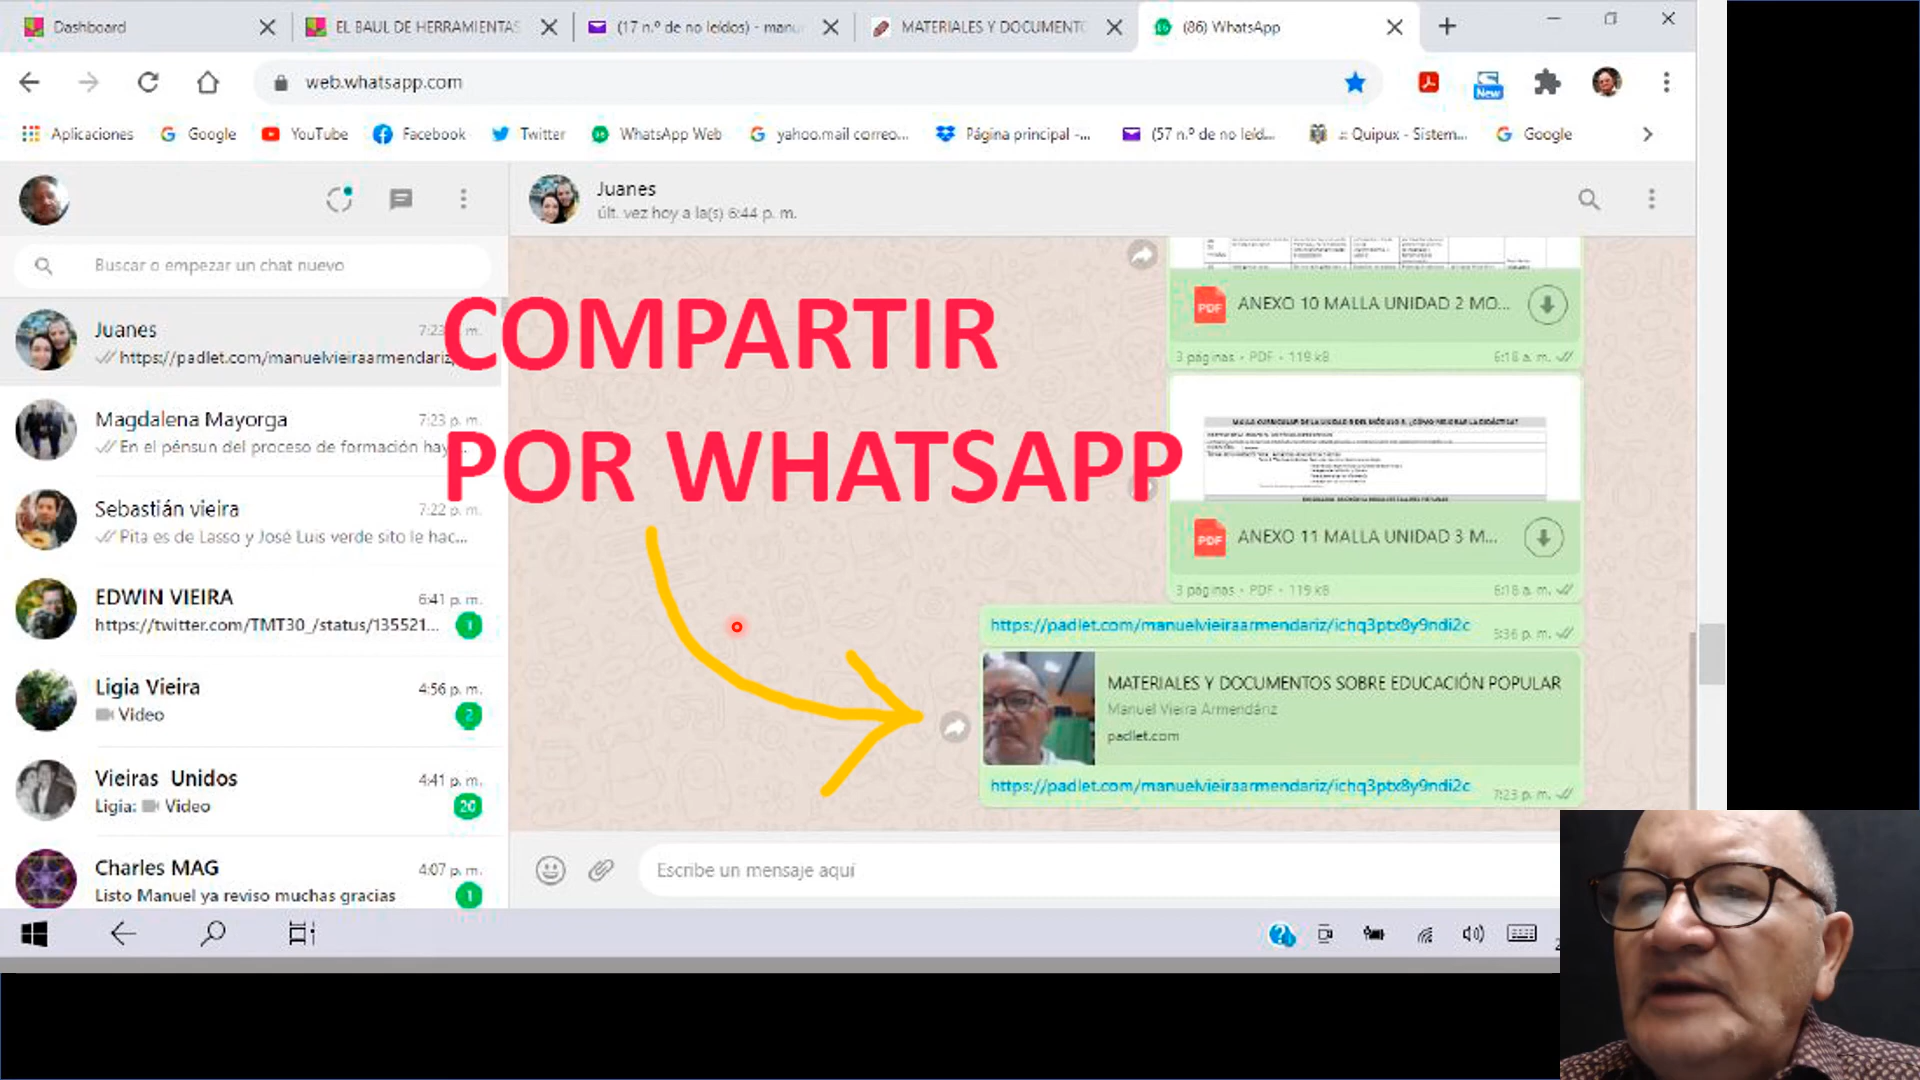 Dashboard
EL BAUL DE HERRAMIENTAS
(17 n.º de no leídos) - manu
MATERIALES Y DOCUMENTO
(86) WhatsApp
web.whatsapp.com
New
Aplicaciones
Google
YouTube
Facebook
Twitter
WhatsApp Web
yahoo.mail correo...
Página principal -...
(57 n.º de no leíd...
:: Quipux - Sistem...
Google
Juanes
últ. vez hoy a la(s) 6:44 p. m.
Buscar o empezar un chat nuevo
Juanes
7:23 m.
https://padlet.com/manuelvieiraarmendariz
Magdalena Mayorga
7:23 p. m.
En el pénsun del proceso de formación hay...
Sebastián vieira
7:22 p. m.
Pita es de Lasso y José Luis verde sito le hac...
EDWIN VIEIRA
6:41 p. m.
https://twitter.com/TMT30_/status/135521...
1
Ligia Vieira
4:56 p. m.
Video
2
Vieiras Unidos
4:41 p. m.
Ligia: Video
20
Charles MAG
4:07 p. m.
Listo Manuel ya reviso muchas gracias
1
COMPARTIR
POR WHATSAPP
PDF
ANEXO 10 MALLA UNIDAD 2 MO...
3 páginas • PDF • 119 kB
6:18 a. m.
PDF
ANEXO 11 MALLA UNIDAD 3 M...
3 páginas • PDF • 119 kB
6:18 a. m.
https://padlet.com/manuelvieiraarmendariz/ichq3ptx8y9ndi2c
5:36 p. m.
MATERIALES Y DOCUMENTOS SOBRE EDUCACIÓN POPULAR
Manuel Vieira Armendáriz
padlet.com
https://padlet.com/manuelvieiraarmendariz/ichq3ptx8y9ndi2c
7:23 p. m.
Escribe un mensaje aquí